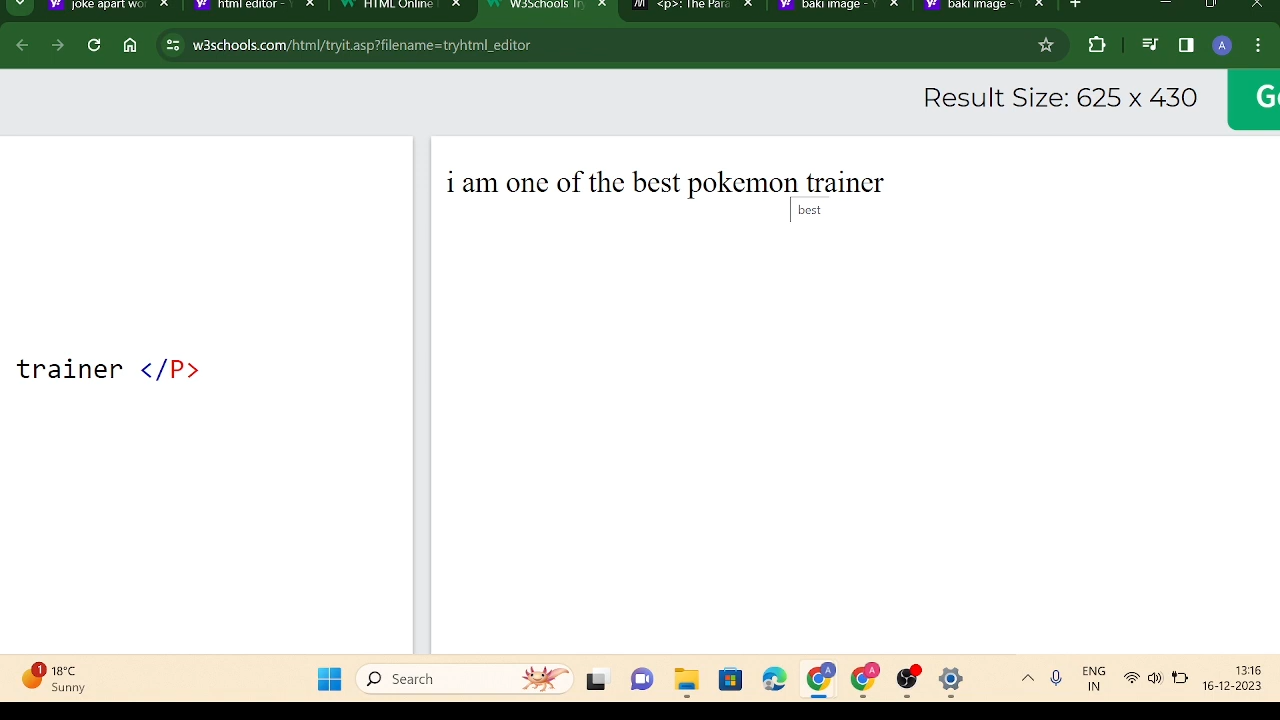 joke apart wo
html editor - Y
HTML Online
W3Schools Try
<p>: The Para
baki image - Y
baki image - Y
w3schools.com/html/tryit.asp?filename=tryhtml_editor
A
Result Size: 625 x 430
G
i am one of the best pokemon trainer
best
trainer </P>
1
18°C
Sunny
Search
A
A
ENG
IN
13:16
16-12-2023